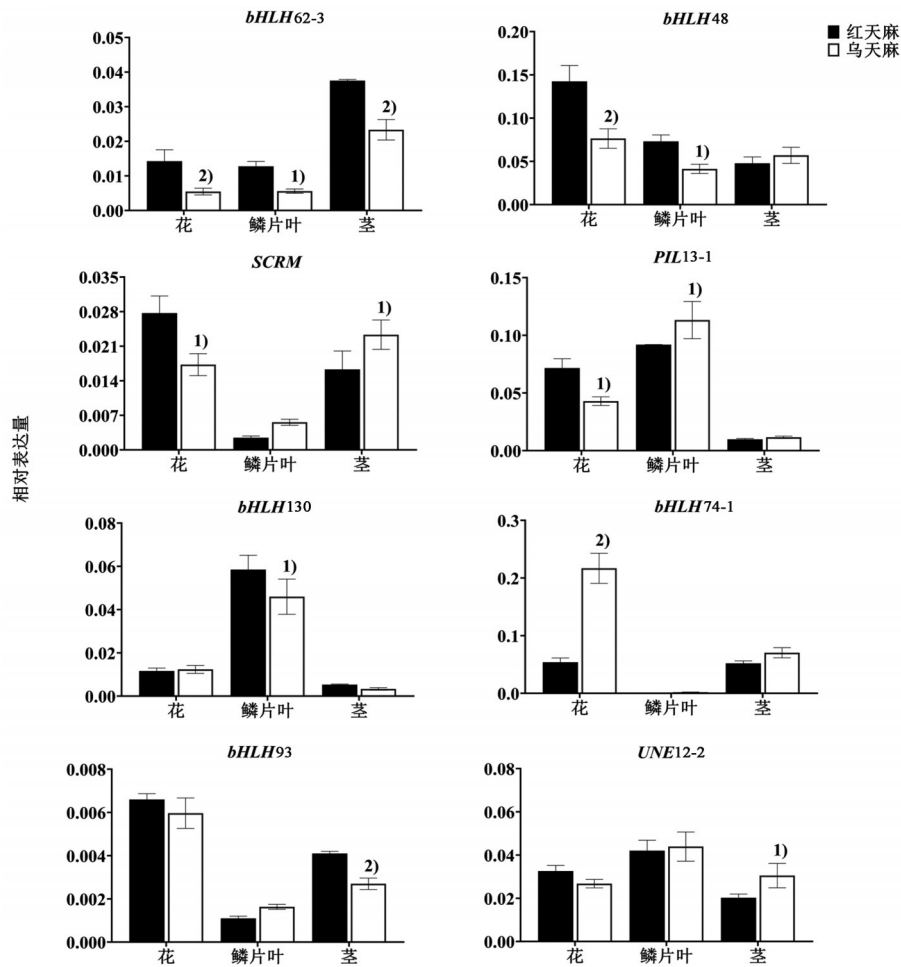 bHLH62-3
0.05
0.04
0.03
0.02
0.01
0.00
2)
1)
2)
花 鳞片叶 茎
bHLH48
0.20
0.15
0.10
0.05
0.00
2)
1)
花 鳞片叶 茎
红天麻
乌天麻
SCRM
0.035
0.028
0.021
0.014
0.007
0.000
1)
1)
花 鳞片叶 茎
PIL13-1
0.15
0.10
0.05
0.00
1)
1)
花 鳞片叶 茎
相对表达量
bHLH130
0.08
0.06
0.04
0.02
0.00
1)
花 鳞片叶 茎
bHLH74-1
0.3
0.2
0.1
0.0
2)
花 鳞片叶 茎
bHLH93
0.008
0.006
0.004
0.002
0.000
2)
花 鳞片叶 茎
UNE12-2
0.08
0.06
0.04
0.02
0.00
1)
花 鳞片叶 茎